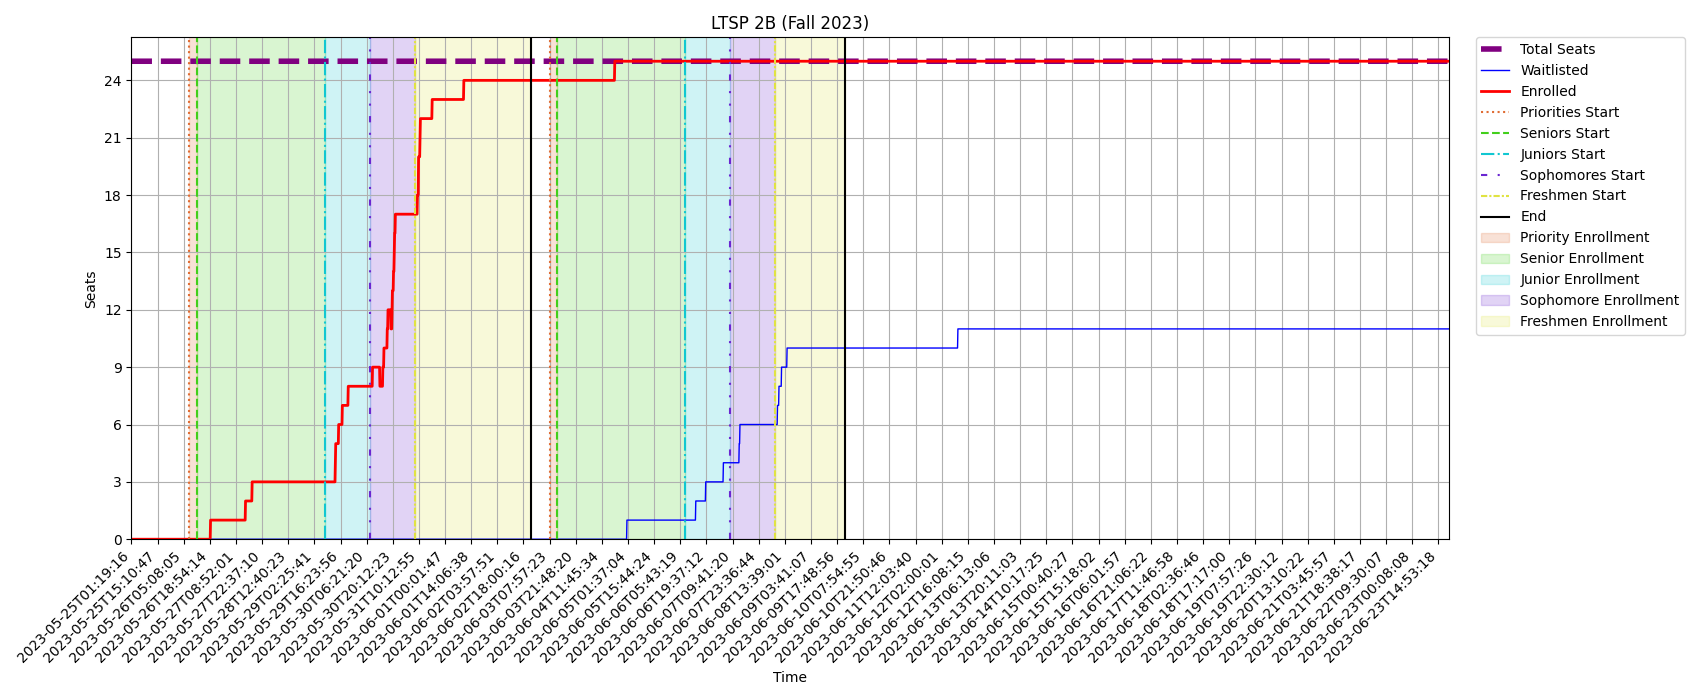 LTSP 2B (Fall 2023)
Total Seats
Waitlisted
Enrolled
Priorities Start
Seniors Start
Juniors Start
Sophomores Start
Freshmen Start
End
Priority Enrollment
Senior Enrollment
Junior Enrollment
Sophomore Enrollment
Freshmen Enrollment
Seats
24
21
18
15
12
9
6
3
0
2023-05-25T01:19:16
2023-05-25T15:10:47
2023-05-26T05:08:05
2023-05-26T18:54:14
2023-05-27T08:52:01
2023-05-27T22:37:10
2023-05-28T12:40:23
2023-05-29T02:25:41
2023-05-29T16:23:56
2023-05-30T06:21:20
2023-05-30T20:12:23
2023-05-31T10:12:55
2023-06-01T00:01:47
2023-06-01T14:06:38
2023-06-02T03:57:51
2023-06-02T18:00:16
2023-06-03T07:57:23
2023-06-03T21:48:20
2023-06-04T11:45:34
2023-06-05T01:37:04
2023-06-05T15:44:24
2023-06-06T05:43:19
2023-06-06T19:37:12
2023-06-07T09:41:20
2023-06-07T23:36:44
2023-06-08T13:39:01
2023-06-09T03:41:07
2023-06-09T17:48:56
2023-06-10T07:54:55
2023-06-10T21:50:46
2023-06-11T12:03:40
2023-06-12T02:00:01
2023-06-12T16:08:15
2023-06-13T06:13:06
2023-06-13T20:11:03
2023-06-14T10:17:25
2023-06-15T00:40:27
2023-06-15T15:18:02
2023-06-16T06:01:57
2023-06-16T21:06:22
2023-06-17T11:46:58
2023-06-18T02:36:46
2023-06-18T17:17:00
2023-06-19T07:57:26
2023-06-19T22:30:12
2023-06-20T13:10:22
2023-06-21T03:45:57
2023-06-21T18:38:17
2023-06-22T09:30:07
2023-06-23T00:08:08
2023-06-23T14:53:18
Time